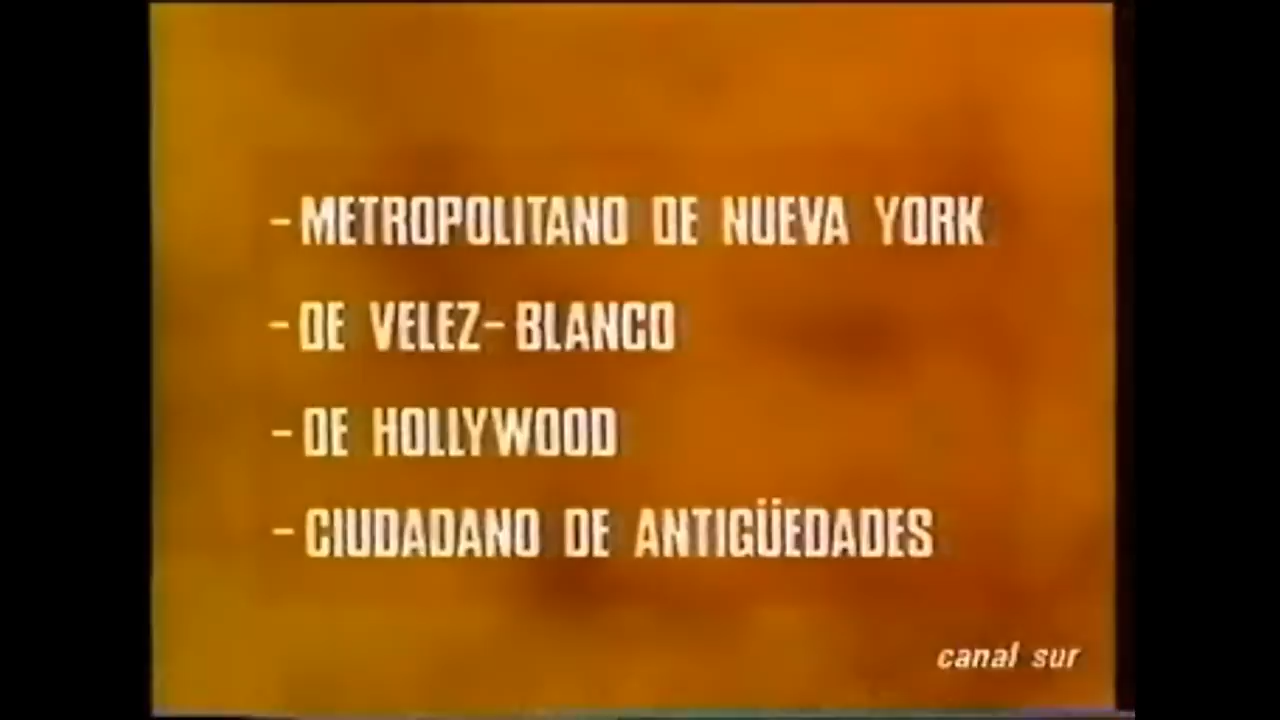 -METROPOLITANO DE NUEVA YORK
-DE VELEZ-BLANCO
-DE HOLLYWOOD
-CIUDADANO DE ANTIGÜEDADES
canal sur